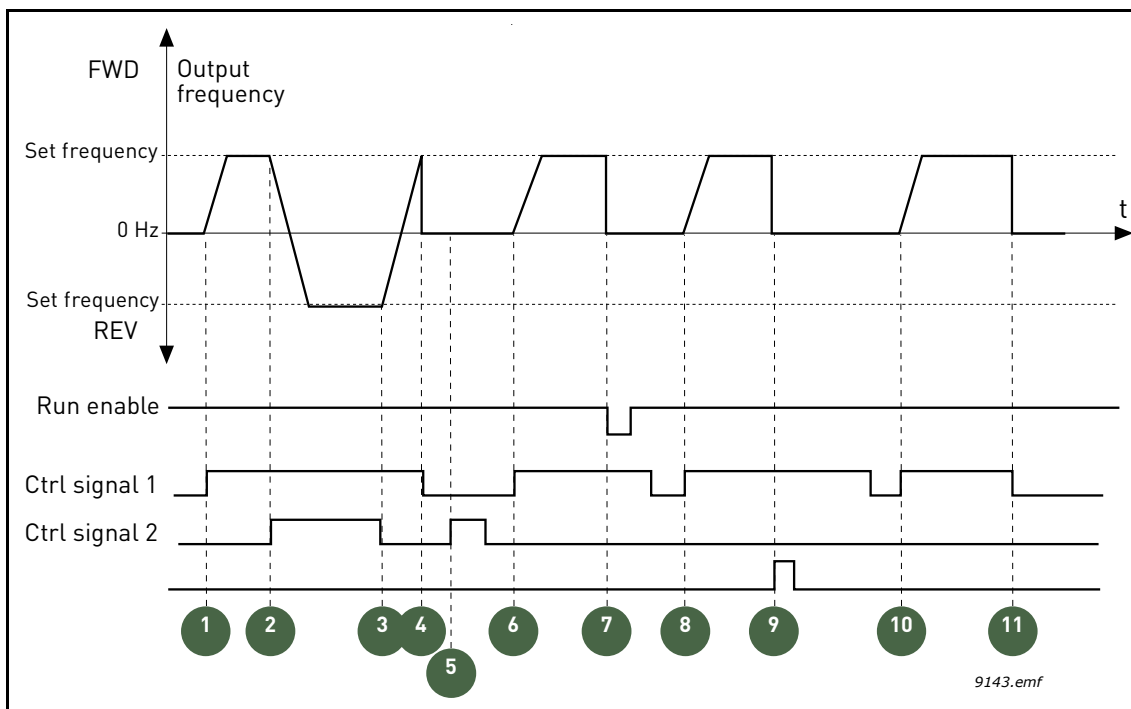 FWD
Output
frequency
Set frequency
0 Hz
t
Set frequency
REV
Run enable
Ctrl signal 1
Ctrl signal 2
1 2 3 4 6 7 8 9 10 11
5
9143.emf